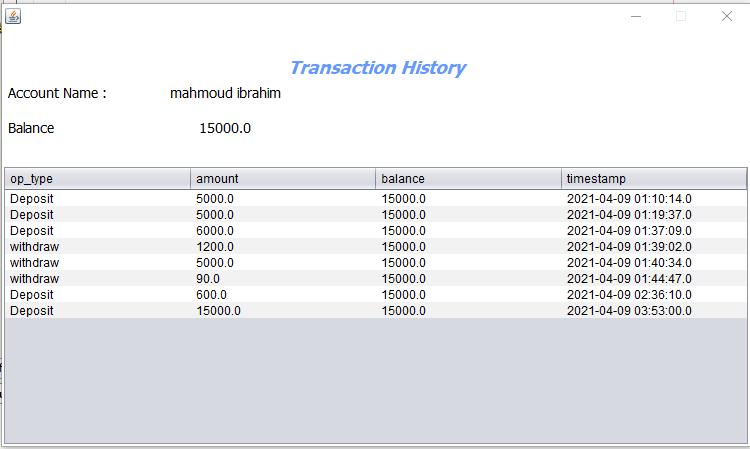 Transaction History
Account Name : mahmoud ibrahim
Balance 15000.0
op_type amount balance timestamp
Deposit 5000.0 15000.0 2021-04-09 01:10:14.0
Deposit 5000.0 15000.0 2021-04-09 01:19:37.0
Deposit 6000.0 15000.0 2021-04-09 01:37:09.0
withdraw 1200.0 15000.0 2021-04-09 01:39:02.0
withdraw 5000.0 15000.0 2021-04-09 01:40:34.0
withdraw 90.0 15000.0 2021-04-09 01:44:47.0
Deposit 600.0 15000.0 2021-04-09 02:36:10.0
Deposit 15000.0 15000.0 2021-04-09 03:53:00.0